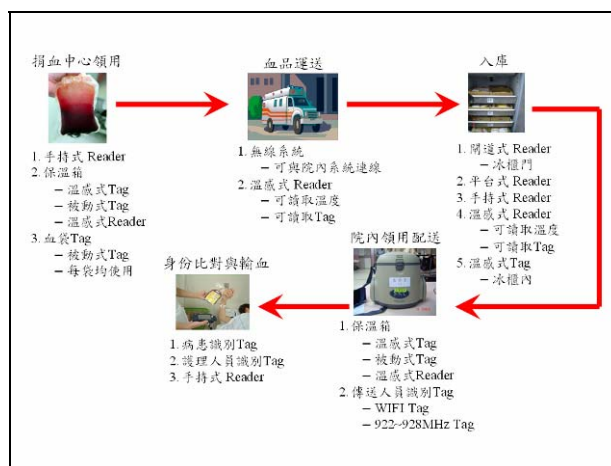 捐血中心領用
1. 手持式 Reader
2. 保溫箱
– 溫感式Tag
– 被動式Tag
– 溫感式Reader
3. 血袋Tag
– 被動式Tag
– 每袋均使用
血品運送
1. 無線系統
– 可與院內系統連線
2. 溫感式 Reader
– 可讀取溫度
– 可讀取Tag
入庫
1. 閘道式 Reader
– 冰櫃門
2. 平台式 Reader
3. 手持式 Reader
4. 溫感式 Reader
– 可讀取溫度
– 可讀取Tag
5. 溫感式Tag
– 冰櫃內
院內領用配送
1. 保溫箱
– 溫感式Tag
– 被動式Tag
– 溫感式Reader
2. 傳送人員識別Tag
– WIFI Tag
– 922~928MHz Tag
身份比對與輸血
1. 病患識別Tag
2. 護理人員識別Tag
3. 手持式 Reader